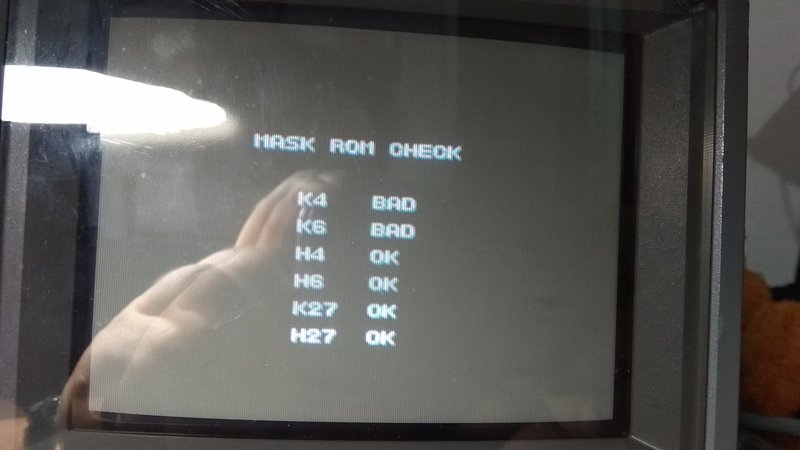 MASK ROM CHECK
K4 BAD
K6 BAD
H4 OK
H6 OK
K27 OK
H27 OK